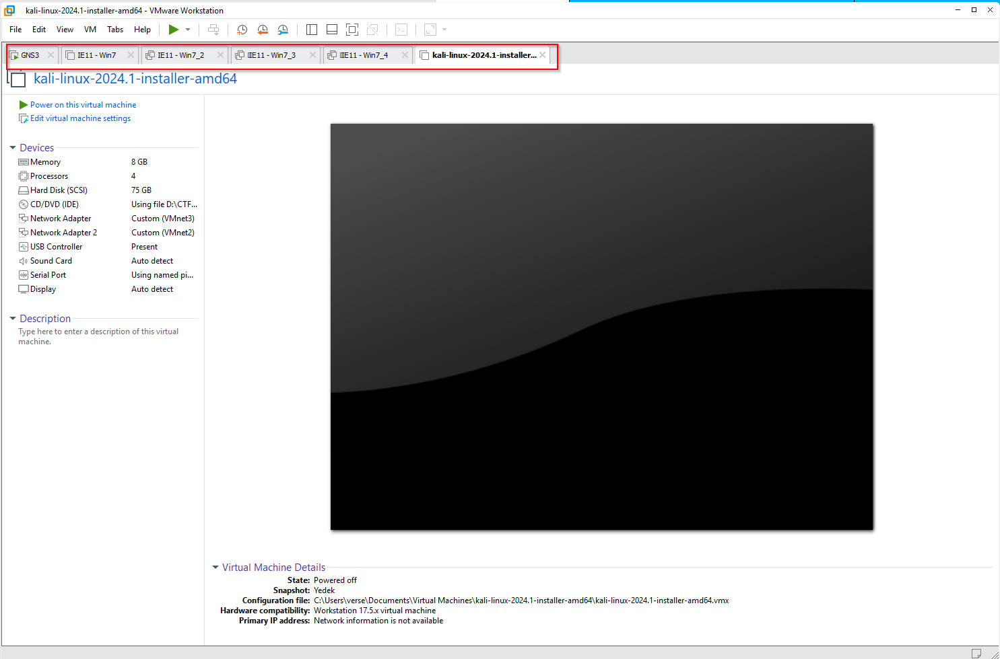 kali-linux-2024.1-installer-amd64 - VMware Workstation
File Edit View VM Tabs Help
GNS3 IE11 - Win7 IE11 - Win7_2 IE11 - Win7_3 IE11 - Win7_4 kali-linux-2024.1-installer...
kali-linux-2024.1-installer-amd64
Power on this virtual machine
Edit virtual machine settings
Devices
Memory 8 GB
Processors 4
Hard Disk (SCSI) 75 GB
CD/DVD (IDE) Using file D:\CTF...
Network Adapter Custom (VMnet3)
Network Adapter 2 Custom (VMnet2)
USB Controller Present
Sound Card Auto detect
Serial Port Using named pi...
Display Auto detect
Description
Type here to enter a description of this virtual
machine.
Virtual Machine Details
State: Powered off
Snapshot: Yedek
Configuration file: C:\Users\verse\Documents\Virtual Machines\kali-linux-2024.1-installer-amd64\kali-linux-2024.1-installer-amd64.vmx
Hardware compatibility: Workstation 17.5.x virtual machine
Primary IP address: Network information is not available